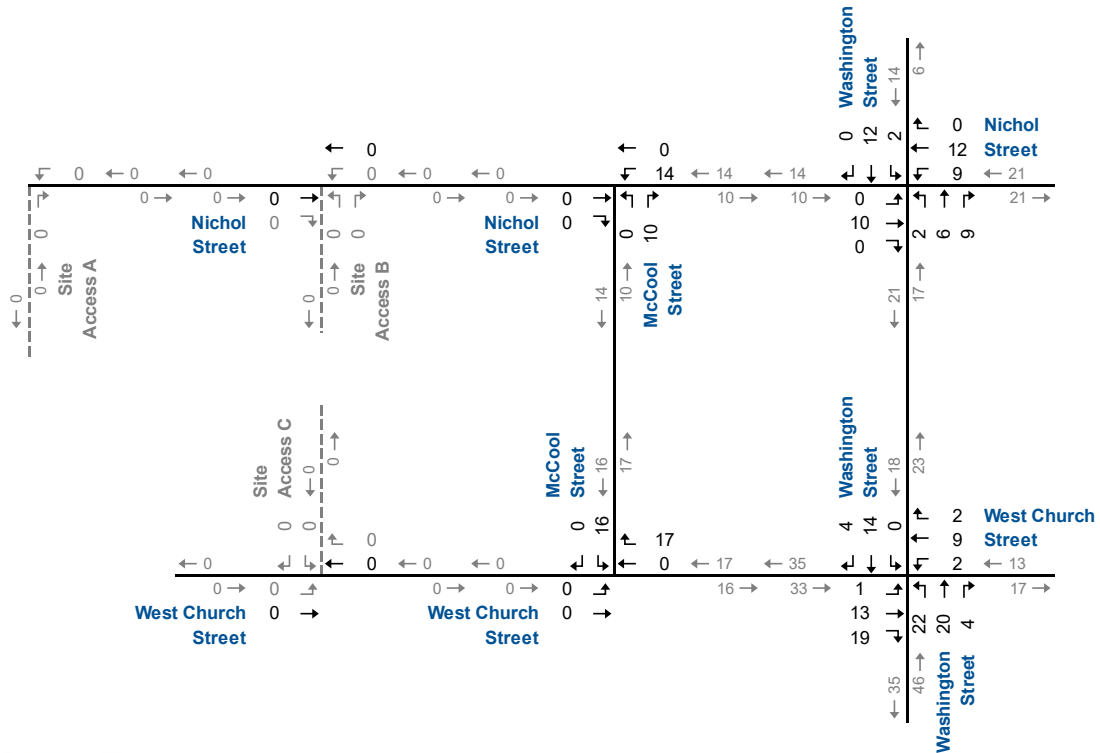 Washington
Street
← 14
6 →
0 12 2
0 Nichol
← 0
← 0
12 Street
0 ← 0 ← 0
0 ← 0 ← 0
14 ← 14 ← 14
9 ← 21
0 → 0 → 0 →
0 → 0 → 0 →
10 → 10 →
0
21 →
Nichol 0
Nichol 0
10
Street
Street
0
0
0 0
0 10
2 6 9
0 →
Site
Access A
← 0
0 →
Site
Access B
← 0
10 →
McCool
Street
← 14
17 →
← 21
← 0
Site
Access C
← 0
0 →
McCool
Street
← 16
17 →
Washington
Street
← 18
23 →
0 0
0 16
4 14 0
2 West Church
0
17
9 Street
← 0
0 ← 0 ← 0
0 ← 17 ← 35
2 ← 13
0 → 0
0 → 0 → 0
16 → 33 → 1
17 →
West Church 0 →
West Church 0 →
13 →
Street
Street
19
22 20 4
← 35
46 →
Washington
Street